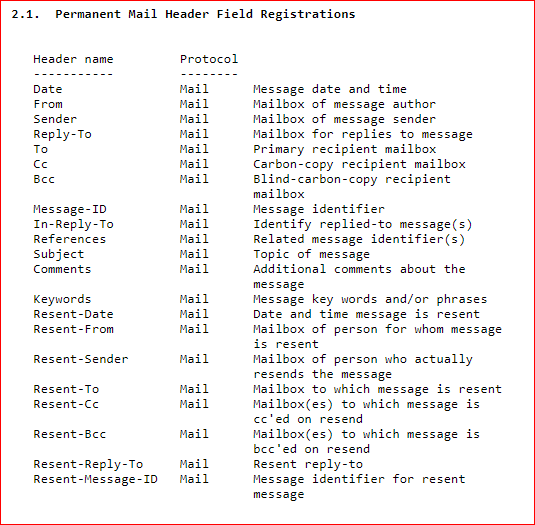 2.1.  Permanent Mail Header Field Registrations
Header name         Protocol
-----------         --------
Date                Mail      Message date and time
From                Mail      Mailbox of message author
Sender              Mail      Mailbox of message sender
Reply-To            Mail      Mailbox for replies to message
To                  Mail      Primary recipient mailbox
Cc                  Mail      Carbon-copy recipient mailbox
Bcc                 Mail      Blind-carbon-copy recipient
                              mailbox
Message-ID          Mail      Message identifier
In-Reply-To         Mail      Identify replied-to message(s)
References          Mail      Related message identifier(s)
Subject             Mail      Topic of message
Comments            Mail      Additional comments about the
                              message
Keywords            Mail      Message key words and/or phrases
Resent-Date         Mail      Date and time message is resent
Resent-From         Mail      Mailbox of person for whom message
                              is resent
Resent-Sender       Mail      Mailbox of person who actually
                              resends the message
Resent-To           Mail      Mailbox to which message is resent
Resent-Cc           Mail      Mailbox(es) to which message is
                              cc'ed on resend
Resent-Bcc          Mail      Mailbox(es) to which message is
                              bcc'ed on resend
Resent-Reply-To     Mail      Resent reply-to
Resent-Message-ID   Mail      Message identifier for resent
                              message